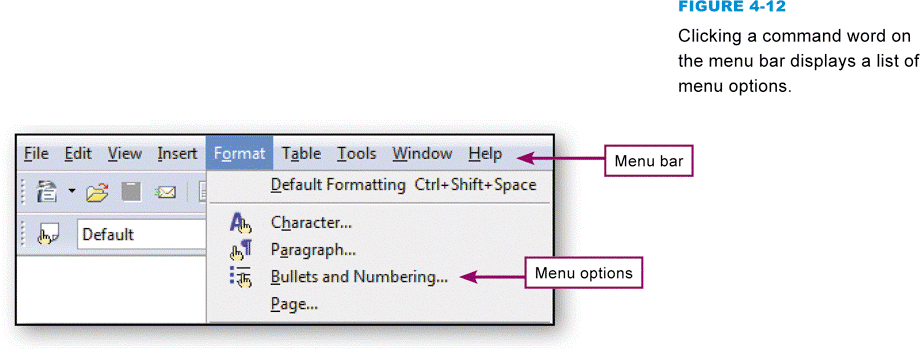 FIGURE 4-12
Clicking a command word on
the menu bar displays a list of
menu options.
File Edit View Insert Format Table Tools Window Help
Menu bar
Default Formatting Ctrl+Shift+Space
Default
Character...
Paragraph...
Bullets and Numbering...
Menu options
Page...